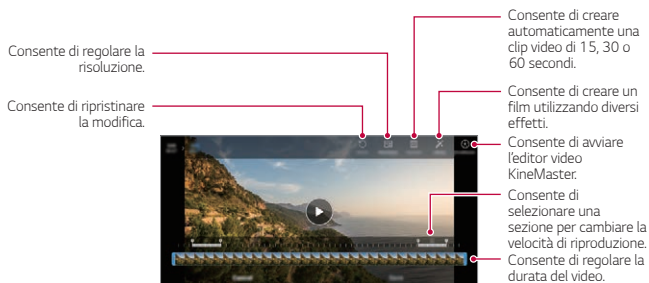 Consente di regolare la
risoluzione.
Consente di ripristinare
la modifica.
Consente di creare
automaticamente una
clip video di 15, 30 o
60 secondi.
Consente di creare un
film utilizzando diversi
effetti.
Consente di avviare
l'editor video
KineMaster.
Consente di
selezionare una
sezione per cambiare la
velocità di riproduzione.
Consente di regolare la
durata del video.